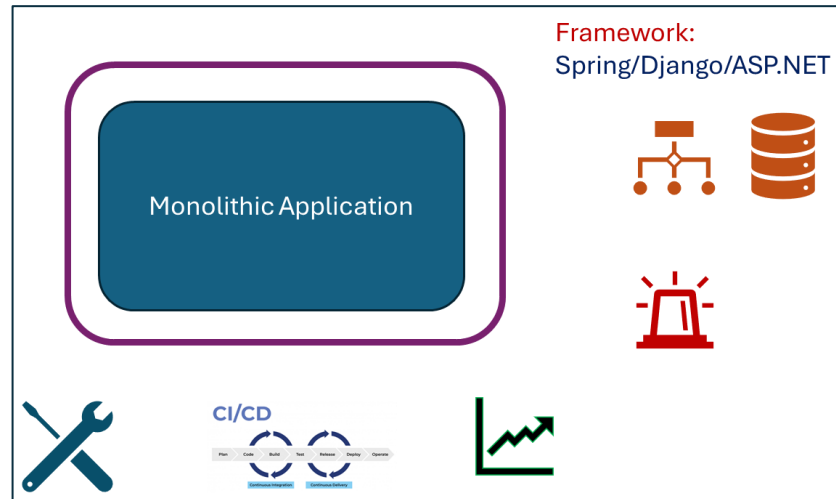 Framework:
Spring/Django/ASP.NET
Monolithic Application
CI/CD
Plan Code Build Test Release Deploy Operate
Continuous Integration Continuous Delivery